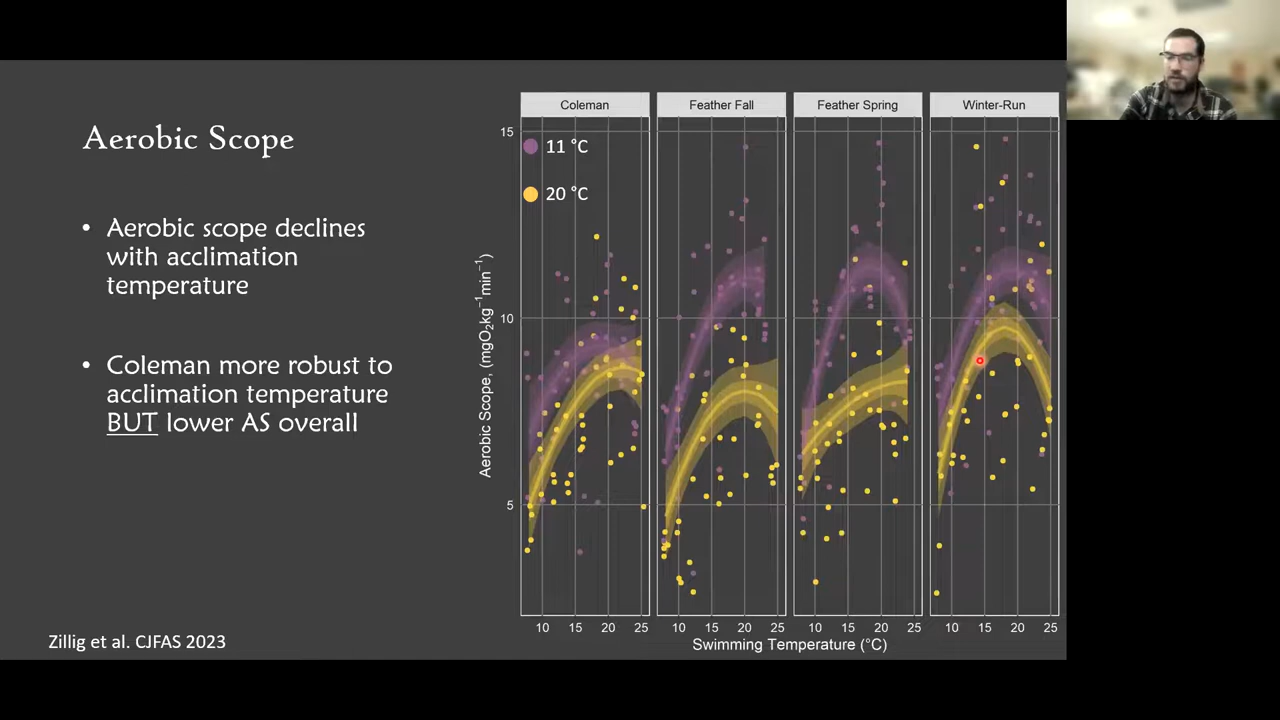 Aerobic Scope
• Aerobic scope declines
with acclimation
temperature
• Coleman more robust to
acclimation temperature
BUT lower AS overall
Zillig et al. CJFAS 2023
Coleman
Feather Fall
Feather Spring
Winter-Run
11 °C
20 °C
Aerobic Scope, (mgO₂kg⁻¹min⁻¹)
15
10
5
10 15 20 25
10 15 20 25
10 15 20 25
10 15 20 25
Swimming Temperature (°C)